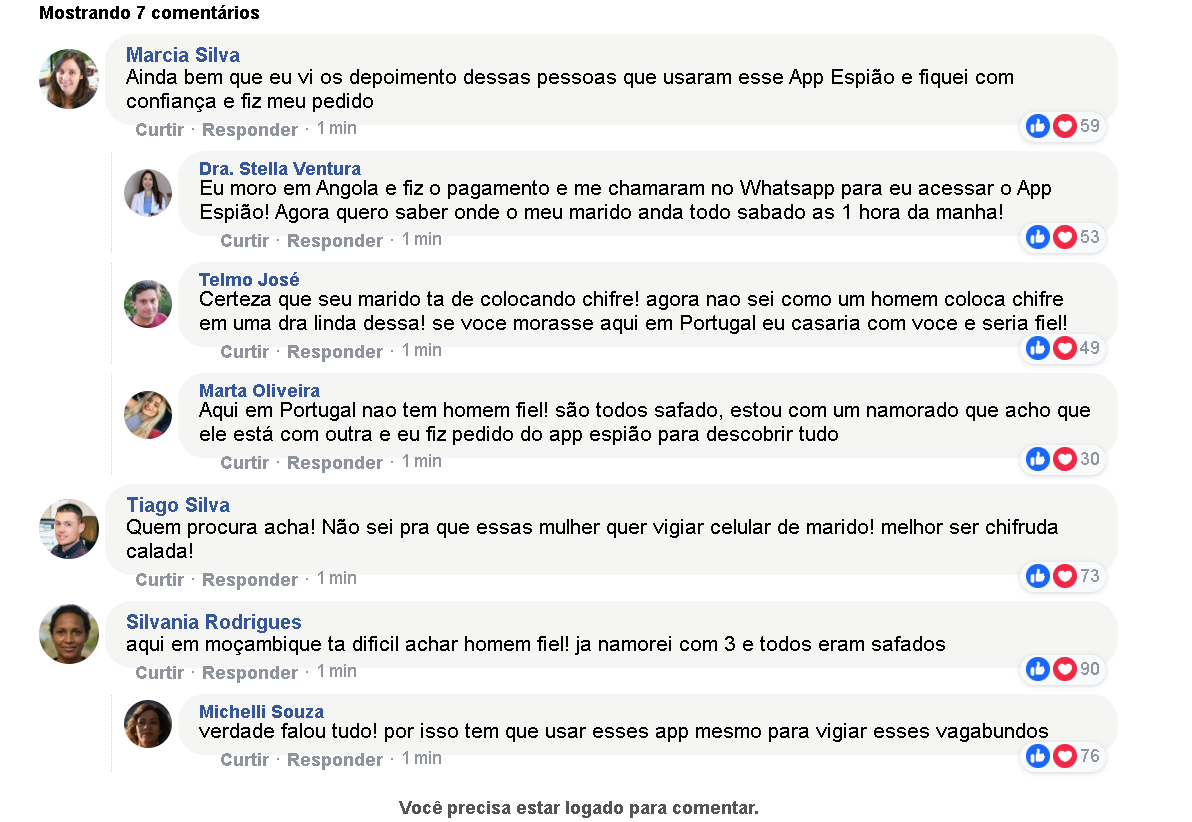 Mostrando 7 comentários
Marcia Silva
Ainda bem que eu vi os depoimento dessas pessoas que usaram esse App Espião e fiquei com
confiança e fiz meu pedido
Curtir · Responder · 1 min
59
Dra. Stella Ventura
Eu moro em Angola e fiz o pagamento e me chamaram no Whatsapp para eu acessar o App
Espião! Agora quero saber onde o meu marido anda todo sabado as 1 hora da manha!
Curtir · Responder · 1 min
53
Telmo José
Certeza que seu marido ta de colocando chifre! agora nao sei como um homem coloca chifre
em uma dra linda dessa! se voce morasse aqui em Portugal eu casaria com voce e seria fiel!
Curtir · Responder · 1 min
49
Marta Oliveira
Aqui em Portugal nao tem homem fiel! são todos safado, estou com um namorado que acho que
ele está com outra e eu fiz pedido do app espião para descobrir tudo
Curtir · Responder · 1 min
30
Tiago Silva
Quem procura acha! Não sei pra que essas mulher quer vigiar celular de marido! melhor ser chifruda
calada!
Curtir · Responder · 1 min
73
Silvania Rodrigues
aqui em moçambique ta dificil achar homem fiel! ja namorei com 3 e todos eram safados
Curtir · Responder · 1 min
90
Michelli Souza
verdade falou tudo! por isso tem que usar esses app mesmo para vigiar esses vagabundos
Curtir · Responder · 1 min
76
Você precisa estar logado para comentar.